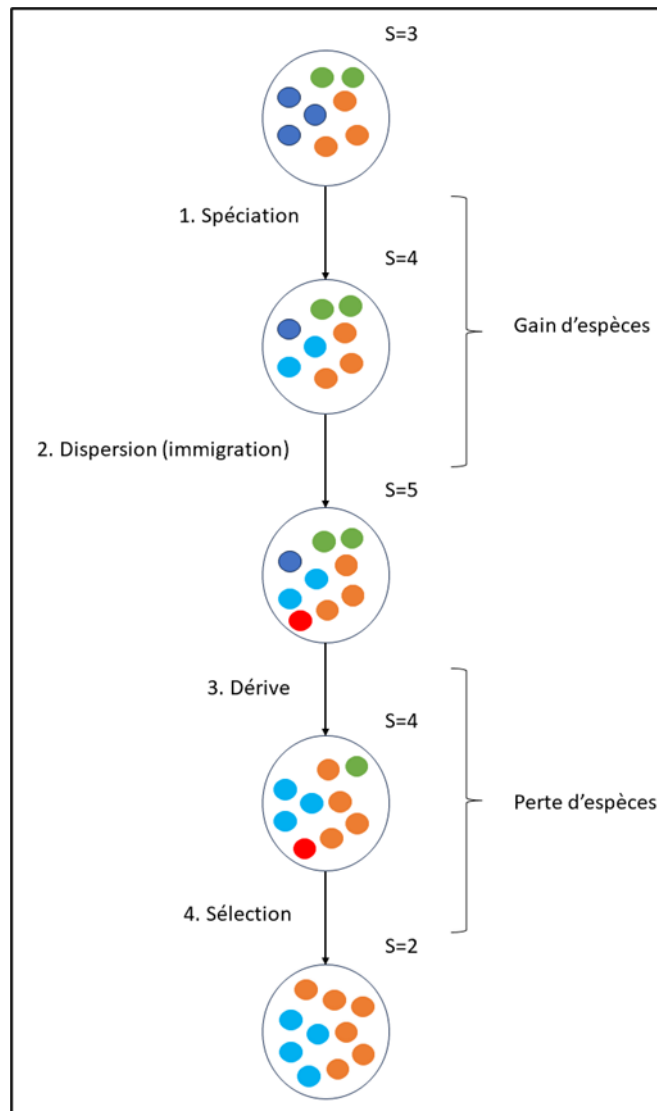 S=3
1. Spéciation
S=4
Gain d'espèces
2. Dispersion (immigration)
S=5
3. Dérive
S=4
Perte d'espèces
4. Sélection
S=2